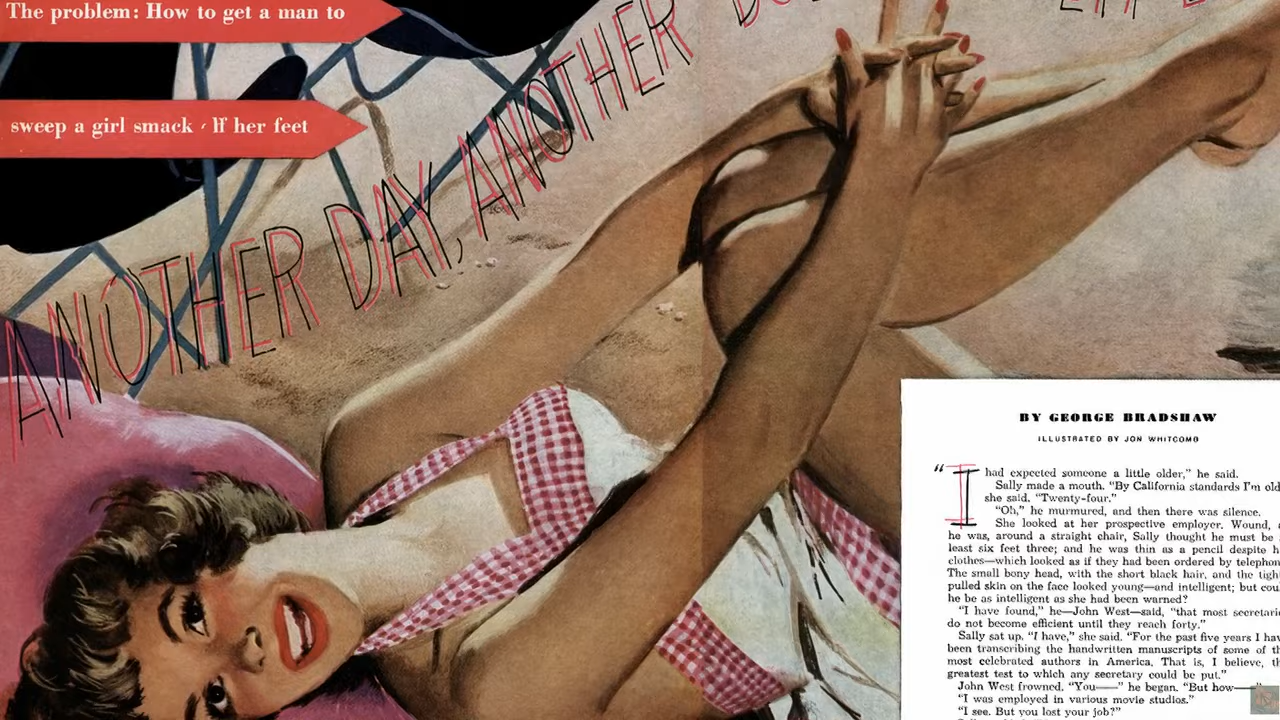 The problem: How to get a man to
sweep a girl smack off her feet
ANOTHER DAY, ANOTHER
BY GEORGE BRADSHAW
ILLUSTRATED BY JON WHITCOMB
“I had expected someone a little older,” he said.
Sally made a mouth. “By California standards I’m old
she said. “Twenty-four.”
“Oh,” he murmured, and then there was silence.
She looked at her prospective employer. Wound,
he was, around a straight chair, Sally thought he must be
least six feet three; and he was thin as a pencil despite
clothes—which looked as if they had been ordered by telephon
The small bony head, with the short black hair, and the
pulled skin on the face looked young—and intelligent; but
he be as intelligent as she had been warned?
“I have found,” he—John West—said, “that most
do not become efficient until they reach forty.”
Sally sat up. “I have,” she said. “For the past five years I
been transcribing the handwritten manuscripts of some of
most celebrated authors in America. That is, I believe,
greatest test to which any secretary could be put.”
John West frowned. “You——” he began. “But how——”
“I was employed in various movie studios.”
“I see. But you lost your job?”